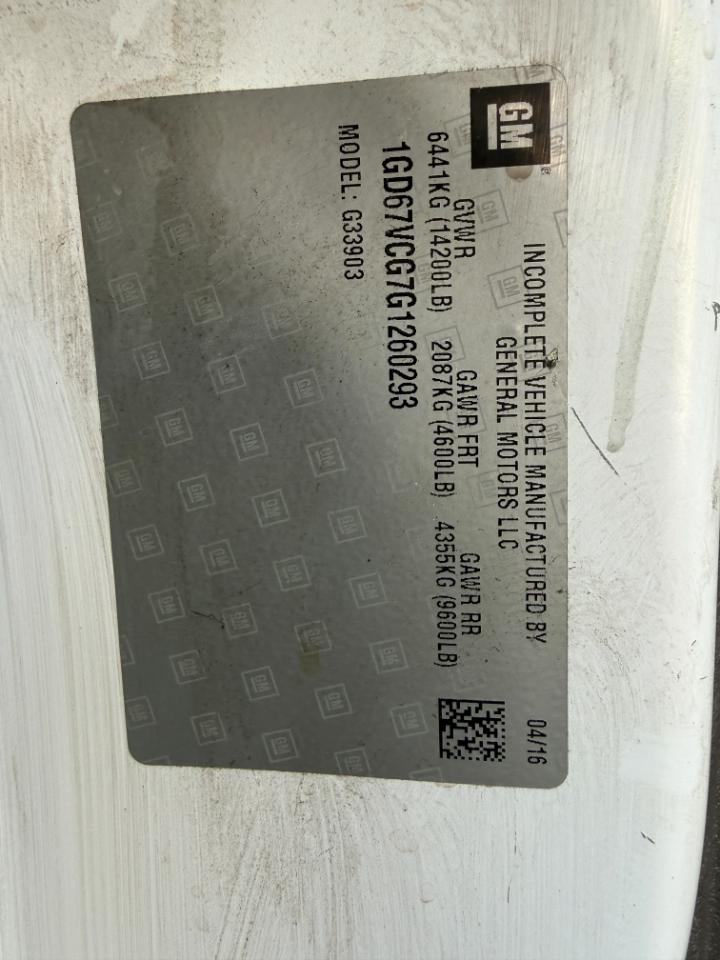 GM
INCOMPLETE VEHICLE MANUFACTURED BY
GENERAL MOTORS LLC
04/16
GVWR GAWR FRT GAWR RR
6441KG (14200LB) 2087KG (4600LB) 4355KG (9600LB)
1GD67VCG7G1260293
MODEL: G33903